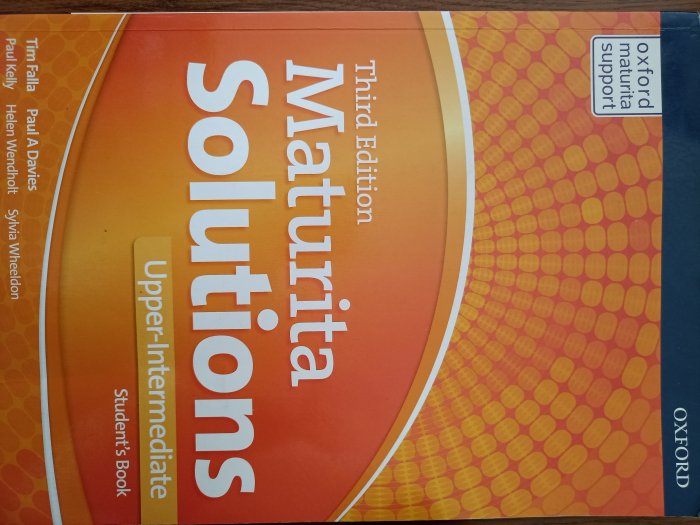 OXFORD
oxford
maturita
support
Third Edition
Maturita
Solutions
Upper-Intermediate
Student's Book
Tim Falla Paul A Davies
Paul Kelly Helen Wendholt Sylvia Wheeldon